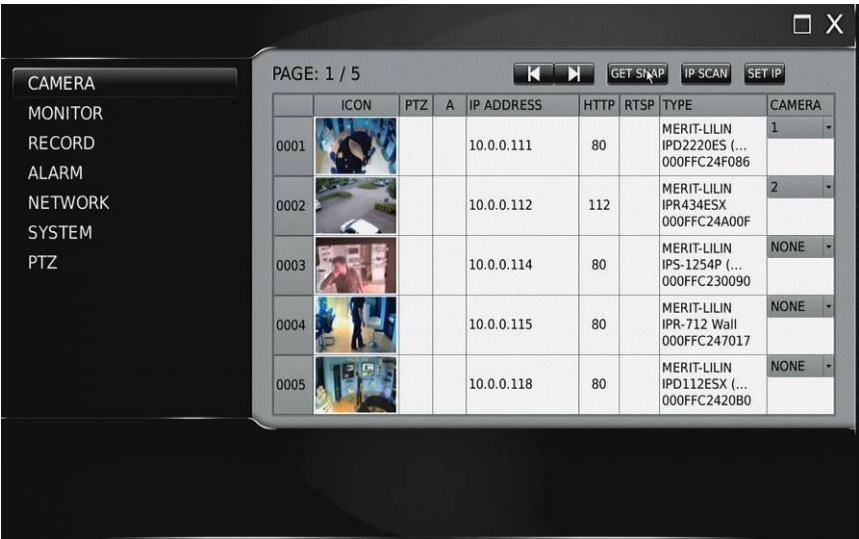 X
CAMERA
MONITOR
RECORD
ALARM
NETWORK
SYSTEM
PTZ
PAGE: 1 / 5
GET SNAP IP SCAN SET IP
ICON PTZ A IP ADDRESS HTTP RTSP TYPE CAMERA
0001 10.0.0.111 80 MERIT-LILIN 1
IPD2220ES (...
000FFC24F086
0002 10.0.0.112 112 MERIT-LILIN 2
IPR434ESX
000FFC24A00F
0003 10.0.0.114 80 MERIT-LILIN NONE
IPS-1254P (...
000FFC230090
0004 10.0.0.115 80 MERIT-LILIN NONE
IPR-712 Wall
000FFC247017
0005 10.0.0.118 80 MERIT-LILIN NONE
IPD112ESX (...
000FFC2420B0